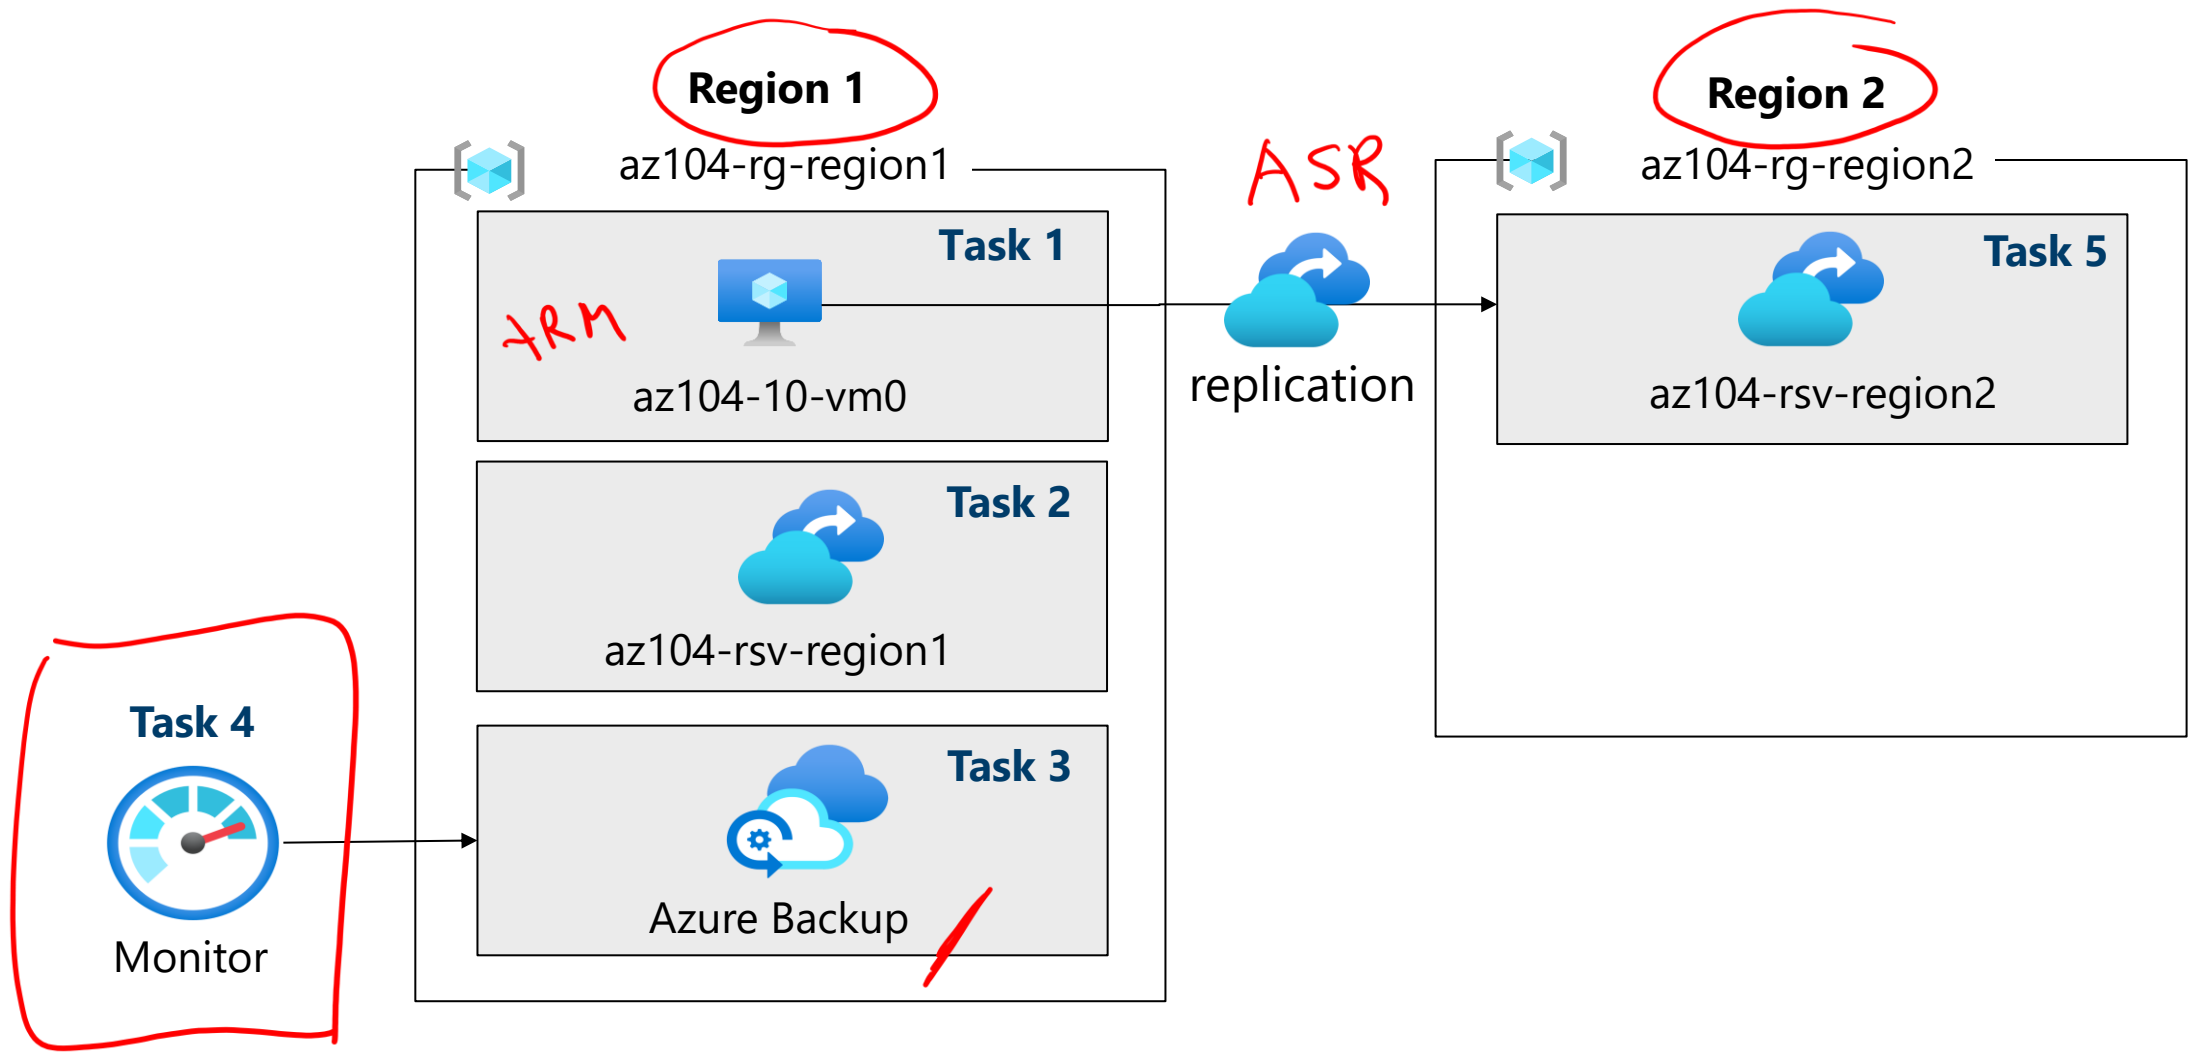 Region 1
az104-rg-region1
Task 1
ARM
az104-10-vm0
Task 2
az104-rsv-region1
Task 3
Azure Backup
Task 4
Monitor
ASR
replication
Region 2
az104-rg-region2
Task 5
az104-rsv-region2